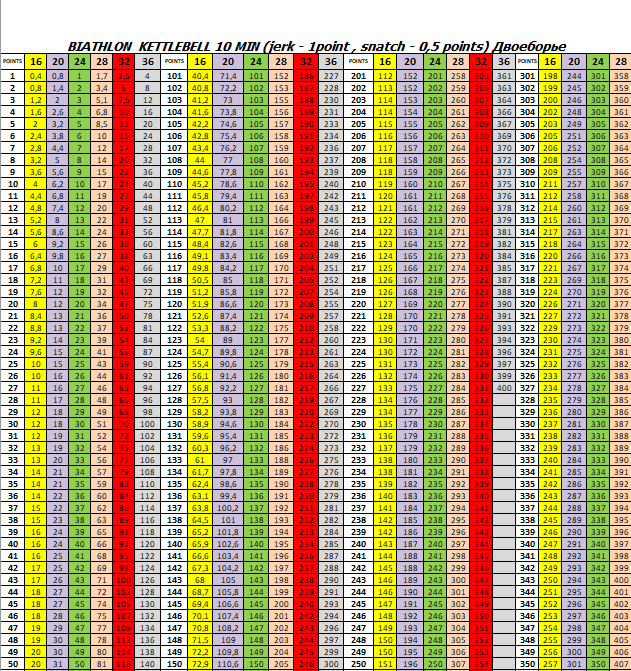 BIATHLON KETTLEBELL 10 MIN (jerk - 1point , snatch - 0,5 points) Двоеборье
POINTS 16 20 24 28 32 36 POINTS 16 20 24 28 32 36 POINTS 16 20 24 28 32 36 POINTS 16 20 24 28
1 0,4 0,8 1 1,7 2,5 4 101 40,4 71,4 101 152 186 227 201 112 152 201 258 305 361 301 198 244 301 358
2 0,8 1,4 2 3,4 5 8 102 40,8 72,2 102 153 187 228 202 113 153 202 259 306 362 302 199 245 302 359
3 1,2 2 3 5,1 7,5 12 103 41,2 73 103 155 188 230 203 114 153 203 260 307 364 303 200 246 303 360
4 1,6 2,6 4 6,8 10 16 104 41,6 73,8 104 156 189 231 204 114 154 204 261 308 366 304 201 248 304 361
5 2 3,2 5 8,5 13 20 105 42,2 74,6 105 157 190 233 205 115 155 205 262 309 367 305 203 249 305 362
6 2,4 3,8 6 10 15 24 106 42,8 75,4 106 158 191 234 206 116 156 206 263 310 369 306 205 251 306 363
7 2,8 4,4 7 12 17 28 107 43,4 76,2 107 159 192 236 207 117 157 207 264 311 370 307 206 252 307 364
8 3,2 5 8 14 20 32 108 44 77 108 160 193 237 208 118 158 208 265 312 372 308 208 254 308 365
9 3,6 5,6 9 15 22 36 109 44,6 77,8 109 161 194 239 209 118 159 209 266 313 373 309 209 255 309 366
10 4 6,2 10 17 24 40 110 45,2 78,6 110 162 195 240 210 119 160 210 267 314 375 310 211 257 310 367
11 4,4 6,8 11 19 27 44 111 45,8 79,4 111 163 197 242 211 120 161 211 268 315 376 311 212 258 311 368
12 4,8 7,4 12 20 29 48 112 46,4 80,2 112 164 198 243 212 121 161 212 269 316 378 312 214 260 312 369
13 5,2 8 13 22 31 52 113 47 81 113 166 199 245 213 122 162 213 270 317 379 313 215 261 313 370
14 5,6 8,6 14 24 33 56 114 47,7 81,8 114 167 200 246 214 122 163 214 271 318 381 314 217 263 314 371
15 6 9,2 15 26 36 60 115 48,4 82,6 115 168 201 248 215 123 164 215 272 319 382 315 218 264 315 372
16 6,4 9,8 16 27 38 63 116 49,1 83,4 116 169 203 249 216 124 165 216 273 320 384 316 220 266 316 373
17 6,8 10 17 29 40 66 117 49,8 84,2 117 170 204 251 217 124 166 217 274 321 385 317 221 267 317 374
18 7,2 11 18 31 43 69 118 50,5 85 118 171 205 252 218 126 167 218 275 322 387 318 223 269 318 375
19 7,6 12 19 32 45 72 119 51,2 85,8 119 172 207 254 219 126 168 219 276 323 388 319 224 270 319 376
20 8 12 20 34 47 75 120 51,9 86,6 120 173 208 255 220 127 169 220 277 324 390 320 226 271 320 377
21 8,4 13 21 36 50 78 121 52,6 87,4 121 174 209 257 221 128 170 221 278 325 391 321 227 272 321 378
22 8,8 13 22 37 52 81 122 53,3 88,2 122 175 210 258 222 129 170 222 279 326 393 322 229 273 322 379
23 9,2 14 23 39 54 84 123 54 89 123 177 212 260 223 130 171 223 280 327 394 323 230 274 323 380
24 9,6 15 24 41 56 87 124 54,7 89,8 124 178 213 261 224 130 172 224 281 328 396 324 231 275 324 381
25 10 15 25 43 59 90 125 55,4 90,6 125 179 215 263 225 131 173 225 282 329 397 325 232 276 325 382
26 10 16 26 44 61 92 126 56,1 91,4 126 180 216 264 226 132 174 226 283 330 399 326 233 277 326 383
27 11 16 27 46 63 94 127 56,8 92,2 127 181 217 266 227 133 175 227 284 331 400 327 234 278 327 384
28 11 17 28 48 66 96 128 57,5 93 128 182 219 267 228 134 176 228 285 332 328 235 279 328 385
29 12 18 29 49 68 98 129 58,2 93,8 129 183 220 269 229 134 177 229 286 333 329 236 280 329 386
30 12 18 30 51 70 100 130 58,9 94,6 130 184 222 270 230 135 178 230 287 334 330 237 281 330 387
31 12 19 31 52 72 102 131 59,6 95,4 131 185 223 272 231 136 179 231 288 335 331 238 282 331 388
32 13 19 32 54 75 104 132 60,3 96,2 132 186 224 273 232 137 179 232 289 336 332 239 283 332 389
33 13 20 33 56 77 106 133 61 97 133 188 226 275 233 138 180 233 290 337 333 240 284 333 390
34 14 21 34 57 79 108 134 61,7 97,8 134 189 227 276 234 138 181 234 291 338 334 241 285 334 391
35 14 21 35 59 82 110 135 62,4 98,6 135 190 228 278 235 139 182 235 292 339 335 242 286 335 392
36 14 22 36 60 84 112 136 63,1 99,4 136 191 230 279 236 140 183 236 293 340 336 243 287 336 393
37 15 22 37 62 86 114 137 63,8 100,2 137 192 231 281 237 141 184 237 294 341 337 244 288 337 394
38 15 23 38 63 89 116 138 64,5 101 138 193 232 282 238 142 185 238 295 342 338 245 289 338 395
39 16 24 39 65 91 118 139 65,2 101,8 139 194 233 284 239 142 186 239 296 343 339 246 290 339 396
40 16 24 40 66 93 120 140 65,9 102,6 140 195 235 285 240 143 187 240 297 344 340 247 291 340 397
41 16 25 41 68 95 122 141 66,6 103,4 141 196 236 287 241 144 188 241 298 345 341 248 292 341 398
42 17 25 42 69 98 124 142 67,3 104,2 142 197 237 288 242 145 189 242 299 346 342 249 293 342 399
43 17 26 43 71 100 126 143 68 105 143 198 238 290 243 146 189 243 300 347 343 250 294 343 400
44 18 27 44 72 102 128 144 68,7 105,8 144 199 239 291 244 146 190 244 301 348 344 251 295 344 401
45 18 27 45 74 105 130 145 69,4 106,6 145 200 240 293 245 147 191 245 302 349 345 252 296 345 402
46 18 28 46 75 107 132 146 70,1 107,4 146 201 242 294 246 148 192 246 303 350 346 253 297 346 403
47 19 29 47 77 109 134 147 70,8 108,2 147 202 243 296 247 149 193 247 304 351 347 254 298 347 404
48 19 30 48 78 112 136 148 71,5 109 148 203 244 297 248 150 194 248 305 352 348 255 299 348 405
49 20 30 49 80 114 138 149 72,2 109,8 149 204 245 299 249 150 195 249 306 353 349 256 300 349 406
50 20 31 50 81 116 140 150 72,9 110,6 150 205 246 300 250 151 196 250 307 354 350 257 301 350 407